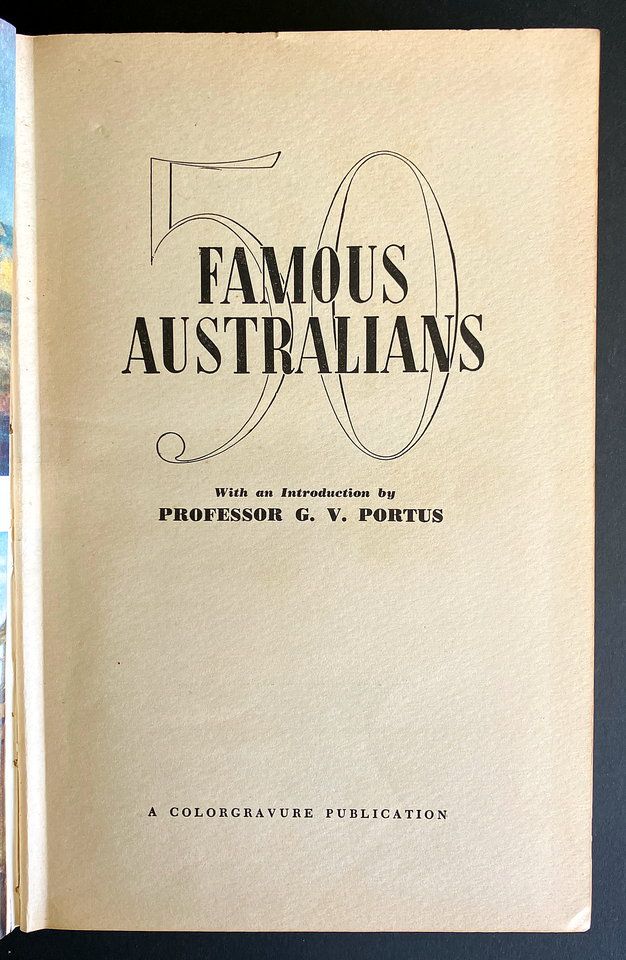 50
FAMOUS
AUSTRALIANS
With an Introduction by
PROFESSOR G. V. PORTUS
A COLORGRAVURE PUBLICATION